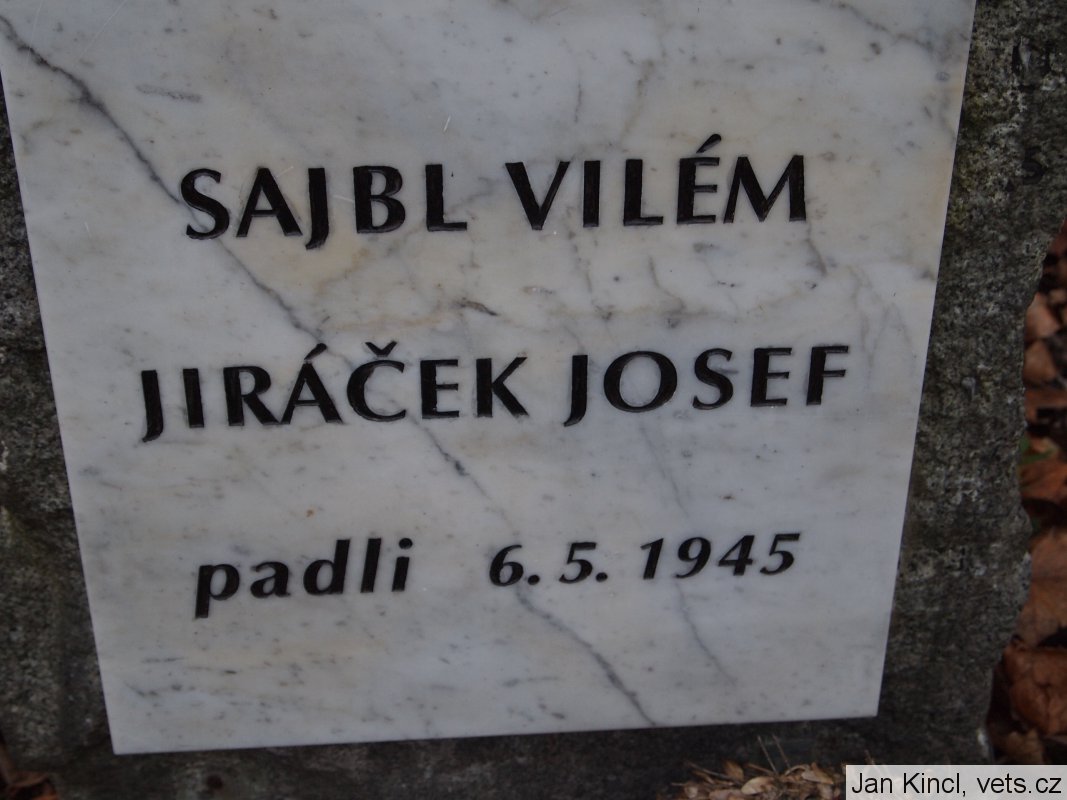 SAJBL VILÉM
JIRÁČEK JOSEF
padli 6. 5. 1945
Jan Kincl, vets.cz